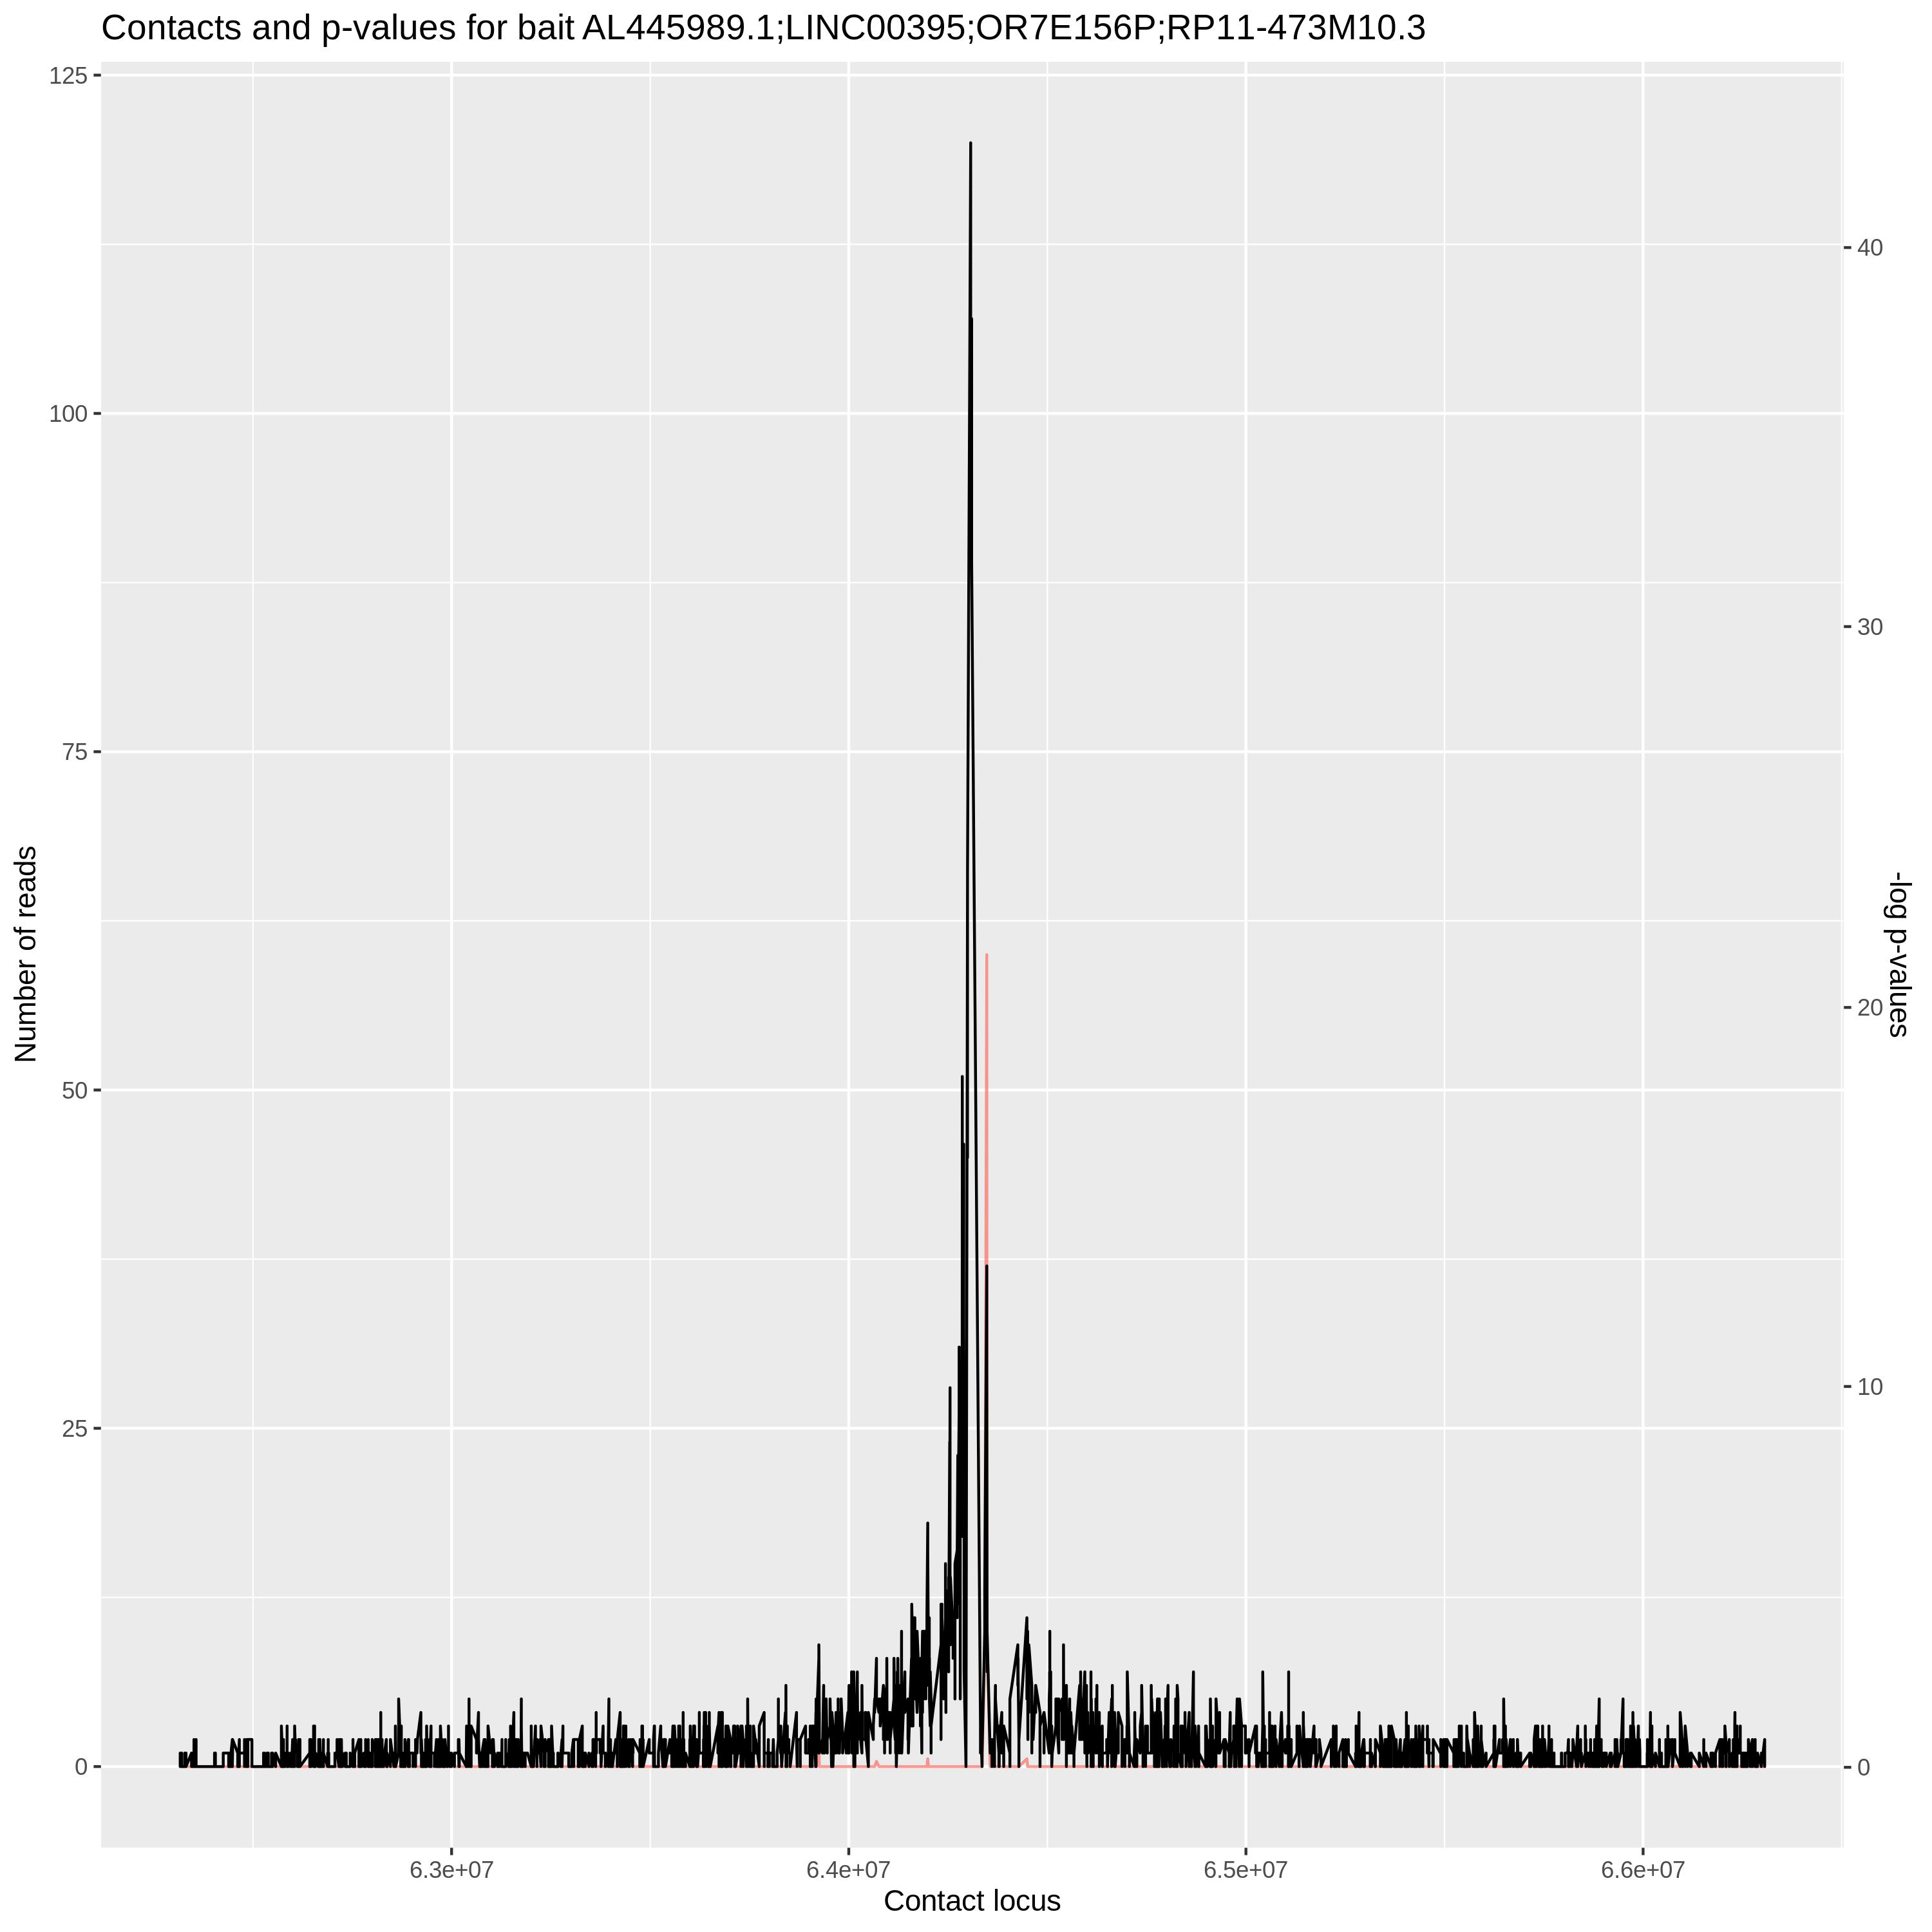 Contacts and p-values for bait AL445989.1;LINC00395;OR7E156P;RP11-473M10.3
125
100
75
50
25
0
Number of reads
40
30
20
10
0
-log p-values
6.3e+07
6.4e+07
6.5e+07
6.6e+07
Contact locus